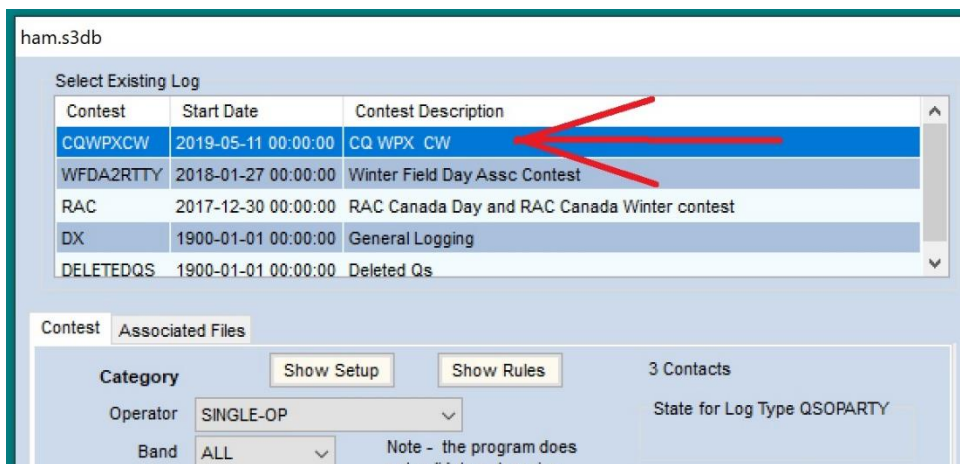 ham.s3db
Select Existing Log
Contest Start Date Contest Description
CQWPXCW 2019-05-11 00:00:00 CQ WPX CW
WFDA2RTTY 2018-01-27 00:00:00 Winter Field Day Assc Contest
RAC 2017-12-30 00:00:00 RAC Canada Day and RAC Canada Winter contest
DX 1900-01-01 00:00:00 General Logging
DELETEDQS 1900-01-01 00:00:00 Deleted Qs
Contest Associated Files
Category Show Setup Show Rules 3 Contacts
Operator SINGLE-OP State for Log Type QSOPARTY
Band ALL Note - the program does